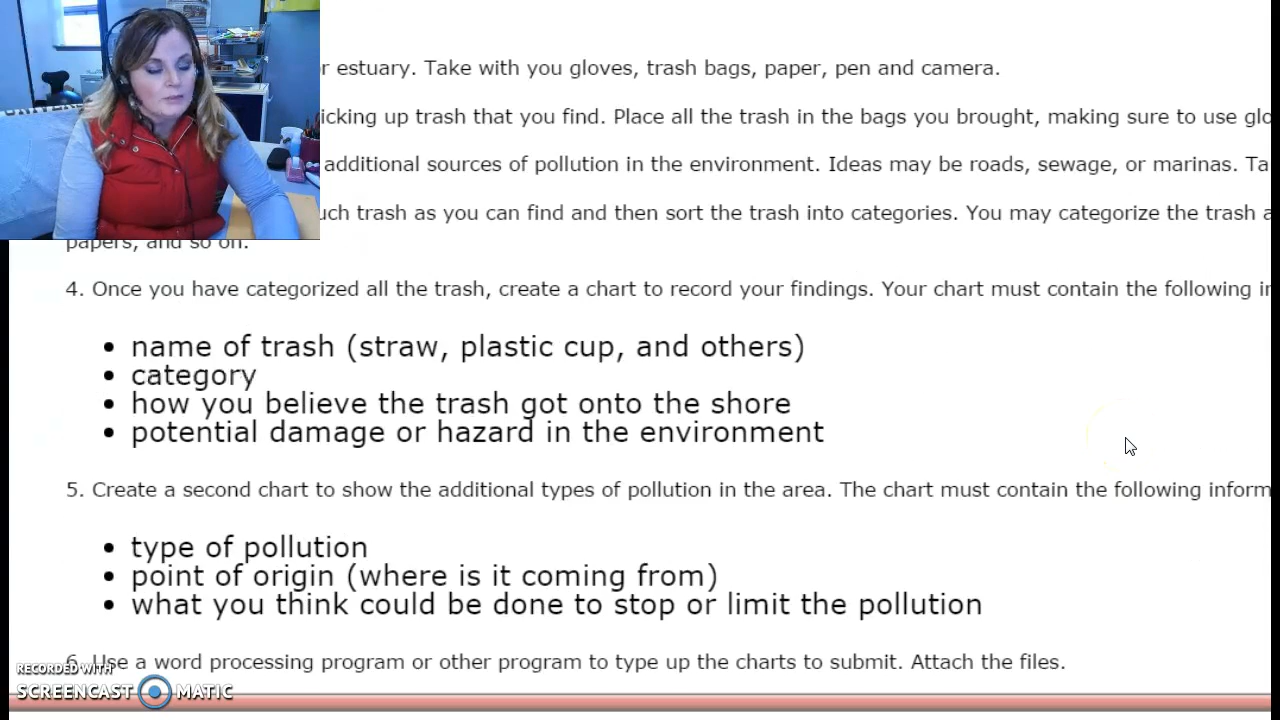 r estuary. Take with you gloves, trash bags, paper, pen and camera.
icking up trash that you find. Place all the trash in the bags you brought, making sure to use glo
additional sources of pollution in the environment. Ideas may be roads, sewage, or marinas. Ta
uch trash as you can find and then sort the trash into categories. You may categorize the trash a
papers, and so on.
4. Once you have categorized all the trash, create a chart to record your findings. Your chart must contain the following in
• name of trash (straw, plastic cup, and others)
• category
• how you believe the trash got onto the shore
• potential damage or hazard in the environment
5. Create a second chart to show the additional types of pollution in the area. The chart must contain the following inform
• type of pollution
• point of origin (where is it coming from)
• what you think could be done to stop or limit the pollution
6. Use a word processing program or other program to type up the charts to submit. Attach the files.
RECORDED WITH
SCREENCAST MATIC